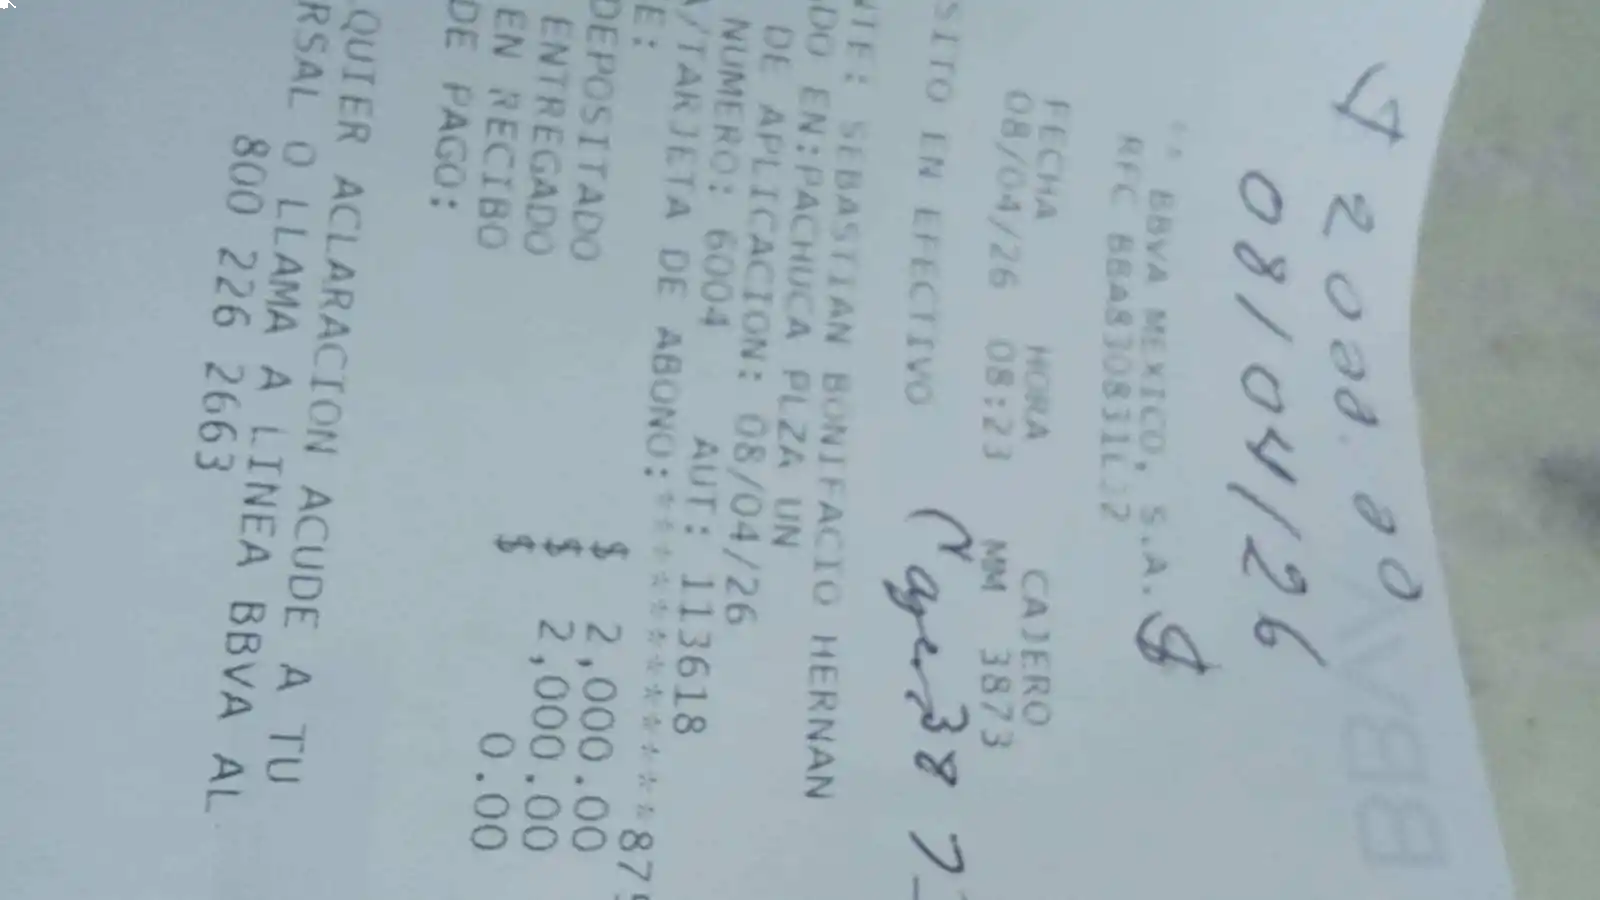 BBVA
$ 2000.00
08/04/26
** BBVA MEXICO, S.A.
RFC BBA830831LJ2
FECHA HORA CAJERO
08/04/26 08:23 MM 3873
SITO EN EFECTIVO
NTE: SEBASTIAN BONIFACIO HERNAN
ADO EN:PACHUCA PLZA UN
DE APLICACION: 08/04/26
NUMERO: 6004 AUT: 113618
A/TARJETA DE ABONO:
E:
DEPOSITADO $ 2,000.00
ENTREGADO $ 2,000.00
EN RECIBO $ 0.00
DE PAGO:
QUIER ACLARACION ACUDE A TU
RSAL O LLAMA A LINEA BBVA AL
800 226 2663